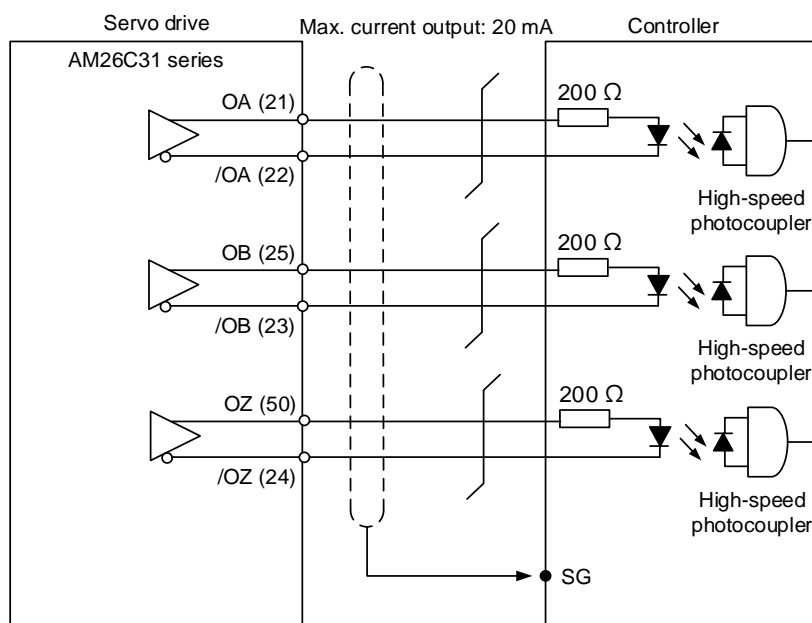 Servo drive
Max. current output: 20 mA
Controller
AM26C31 series
OA (21)
200 Ω
/OA (22)
High-speed
photocoupler
OB (25)
200 Ω
/OB (23)
High-speed
photocoupler
OZ (50)
200 Ω
/OZ (24)
High-speed
photocoupler
SG